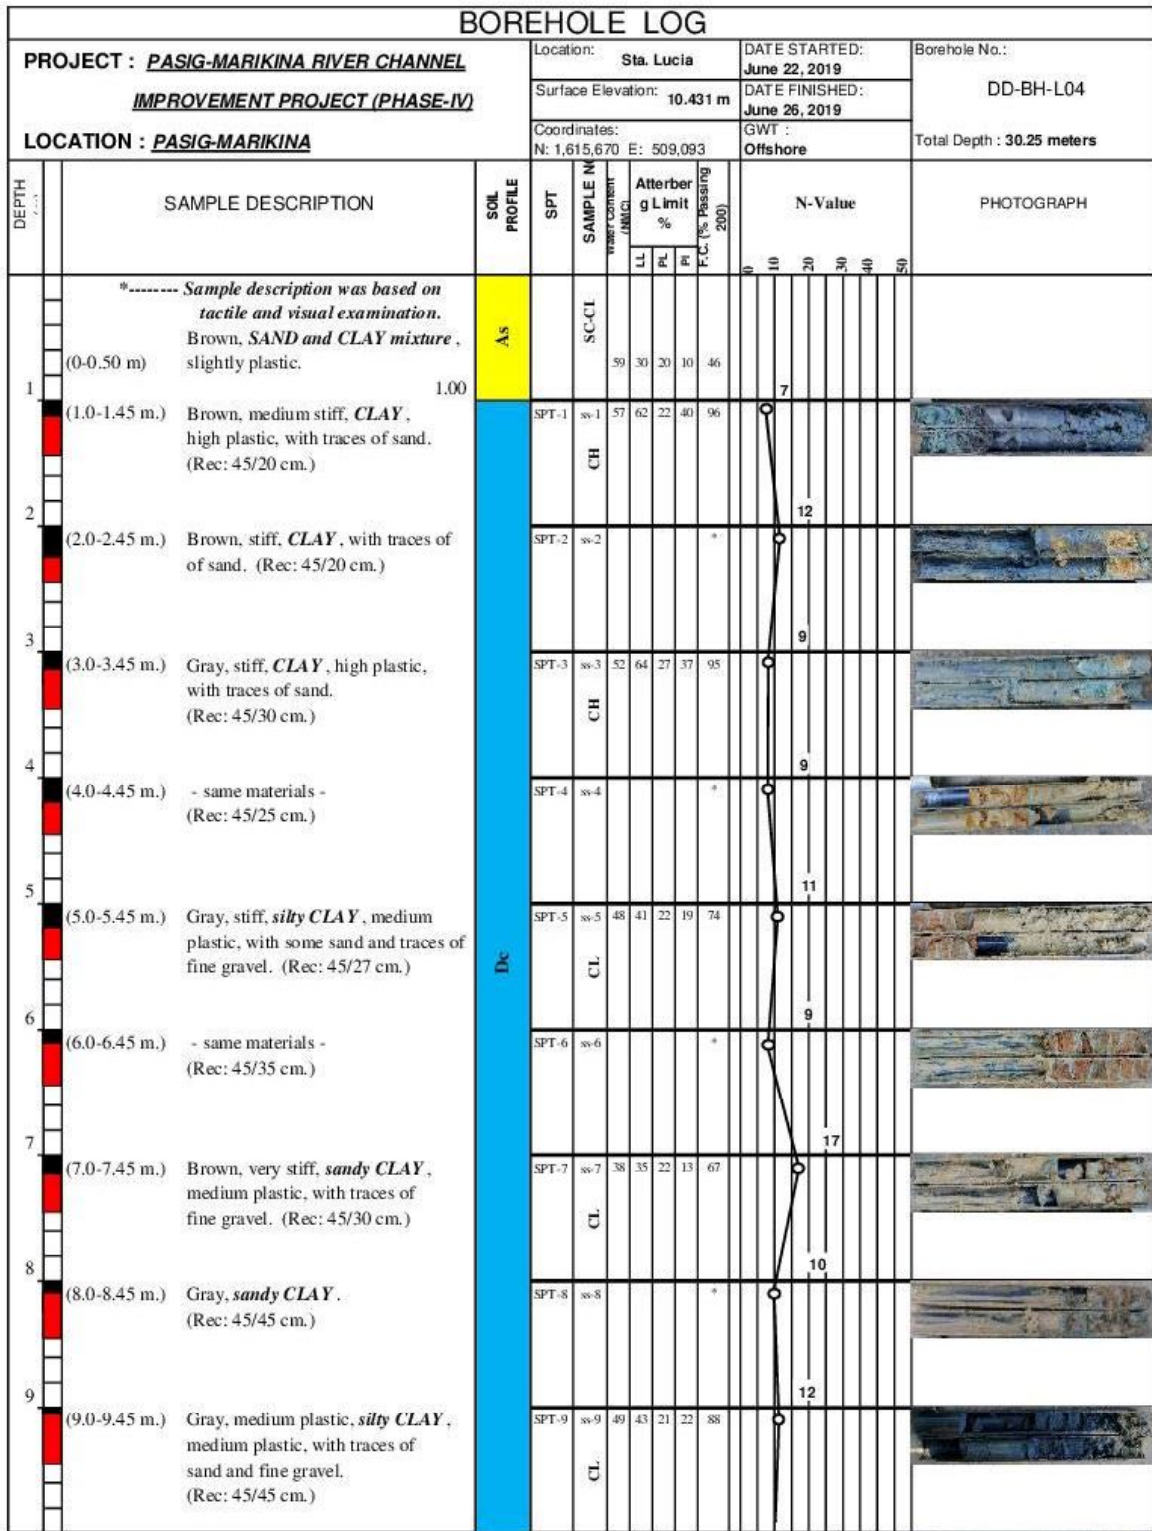 BOREHOLE LOG
PROJECT : PASIG-MARIKINA RIVER CHANNEL
IMPROVEMENT PROJECT (PHASE-IV)
LOCATION : PASIG-MARIKINA
Location: Sta. Lucia
Surface Elevation: 10.431 m
Coordinates:
N: 1,615,670 E: 509,093
DATE STARTED:
June 22, 2019
DATE FINISHED:
June 26, 2019
GWT :
Offshore
Borehole No.:
DD-BH-L04
Total Depth : 30.25 meters
DEPTH
SAMPLE DESCRIPTION
SOIL
PROFILE
SPT
SAMPLE NO
Water Content
(NMC)
Atterber
g Limit
%
LL PL PI
F.C. (% Passing
200)
N-Value
0 10 20 30 40 50
PHOTOGRAPH
*-------- Sample description was based on
tactile and visual examination.
Brown, SAND and CLAY mixture ,
(0-0.50 m) slightly plastic.
1.00
As
SC-CL
59 30 20 10 46
1
7
(1.0-1.45 m.) Brown, medium stiff, CLAY ,
high plastic, with traces of sand.
(Rec: 45/20 cm.)
SPT-1 ss-1 57 62 22 40 96
CH
2
12
(2.0-2.45 m.) Brown, stiff, CLAY , with traces of
of sand. (Rec: 45/20 cm.)
SPT-2 ss-2 *
3
9
(3.0-3.45 m.) Gray, stiff, CLAY , high plastic,
with traces of sand.
(Rec: 45/30 cm.)
SPT-3 ss-3 52 64 27 37 95
CH
4
9
(4.0-4.45 m.) - same materials -
(Rec: 45/25 cm.)
SPT-4 ss-4 *
5
11
(5.0-5.45 m.) Gray, stiff, silty CLAY , medium
plastic, with some sand and traces of
fine gravel. (Rec: 45/27 cm.)
SPT-5 ss-5 48 41 22 19 74
CL
Dc
6
9
(6.0-6.45 m.) - same materials -
(Rec: 45/35 cm.)
SPT-6 ss-6 *
7
17
(7.0-7.45 m.) Brown, very stiff, sandy CLAY ,
medium plastic, with traces of
fine gravel. (Rec: 45/30 cm.)
SPT-7 ss-7 38 35 22 13 67
CL
8
10
(8.0-8.45 m.) Gray, sandy CLAY .
(Rec: 45/45 cm.)
SPT-8 ss-8 *
9
12
(9.0-9.45 m.) Gray, medium plastic, silty CLAY ,
medium plastic, with traces of
sand and fine gravel.
(Rec: 45/45 cm.)
SPT-9 ss-9 49 43 21 22 88
CL